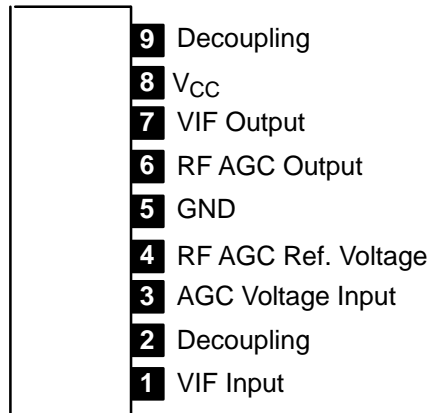 9 Decoupling
8 VCC
7 VIF Output
6 RF AGC Output
5 GND
4 RF AGC Ref. Voltage
3 AGC Voltage Input
2 Decoupling
1 VIF Input